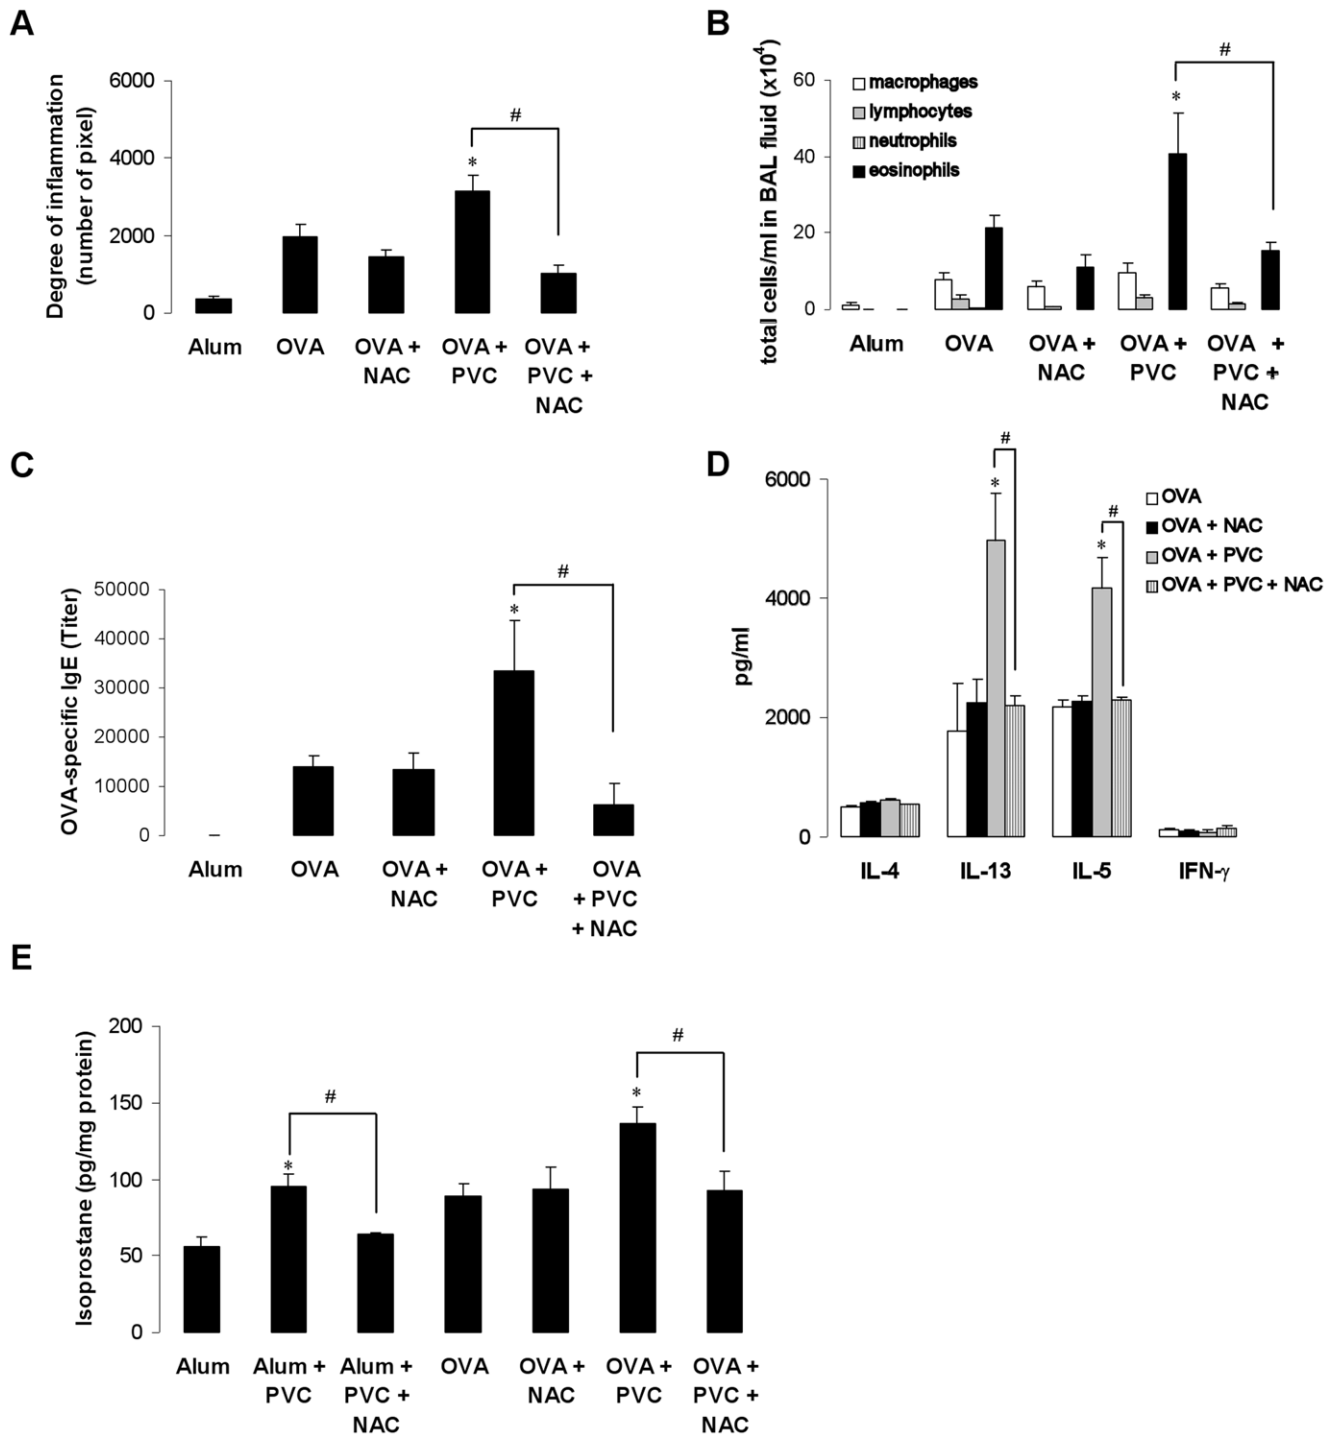 A
Degree of inflammation
(number of pixel)
6000
4000
2000
0
*
#
Alum
OVA
OVA +
NAC
OVA +
PVC
OVA +
PVC +
NAC
B
total cells/ml in BAL fluid (x10⁴)
60
40
20
0
macrophages
lymphocytes
neutrophils
eosinophils
*
#
Alum
OVA
OVA +
NAC
OVA +
PVC
OVA +
PVC +
NAC
C
OVA-specific IgE (Titer)
50000
40000
30000
20000
10000
0
*
#
Alum
OVA
OVA +
NAC
OVA +
PVC
OVA
+ PVC
+ NAC
D
pg/ml
6000
4000
2000
0
*
#
*
#
OVA
OVA + NAC
OVA + PVC
OVA + PVC + NAC
IL-4
IL-13
IL-5
IFN-γ
E
Isoprostane (pg/mg protein)
200
150
100
50
0
*
#
*
#
Alum
Alum +
PVC
Alum +
PVC +
NAC
OVA
OVA +
NAC
OVA +
PVC
OVA +
PVC +
NAC